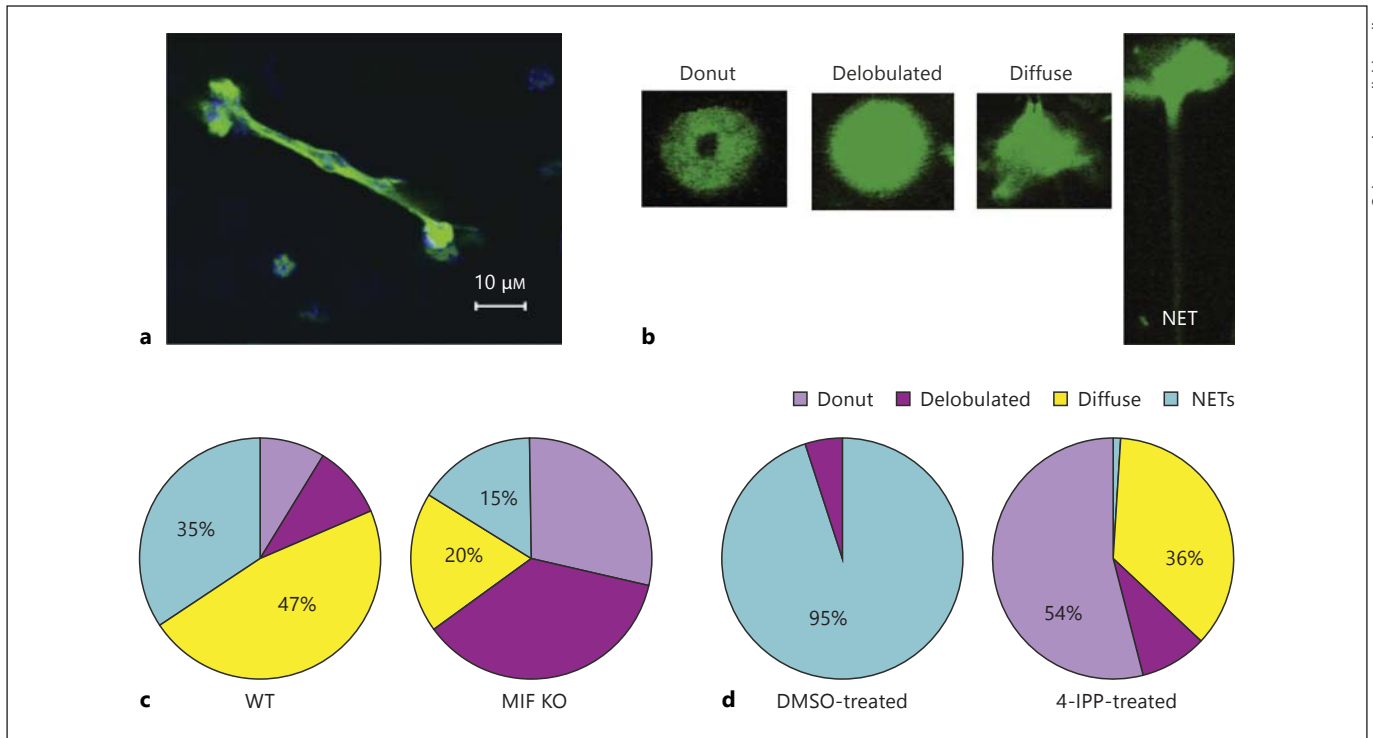 Donut Delobulated Diffuse
10 µM
NET
a b
Donut Delobulated Diffuse NETs
35% 47% 15% 20% 95% 54% 36%
c WT MIF KO d DMSO-treated 4-IPP-treated